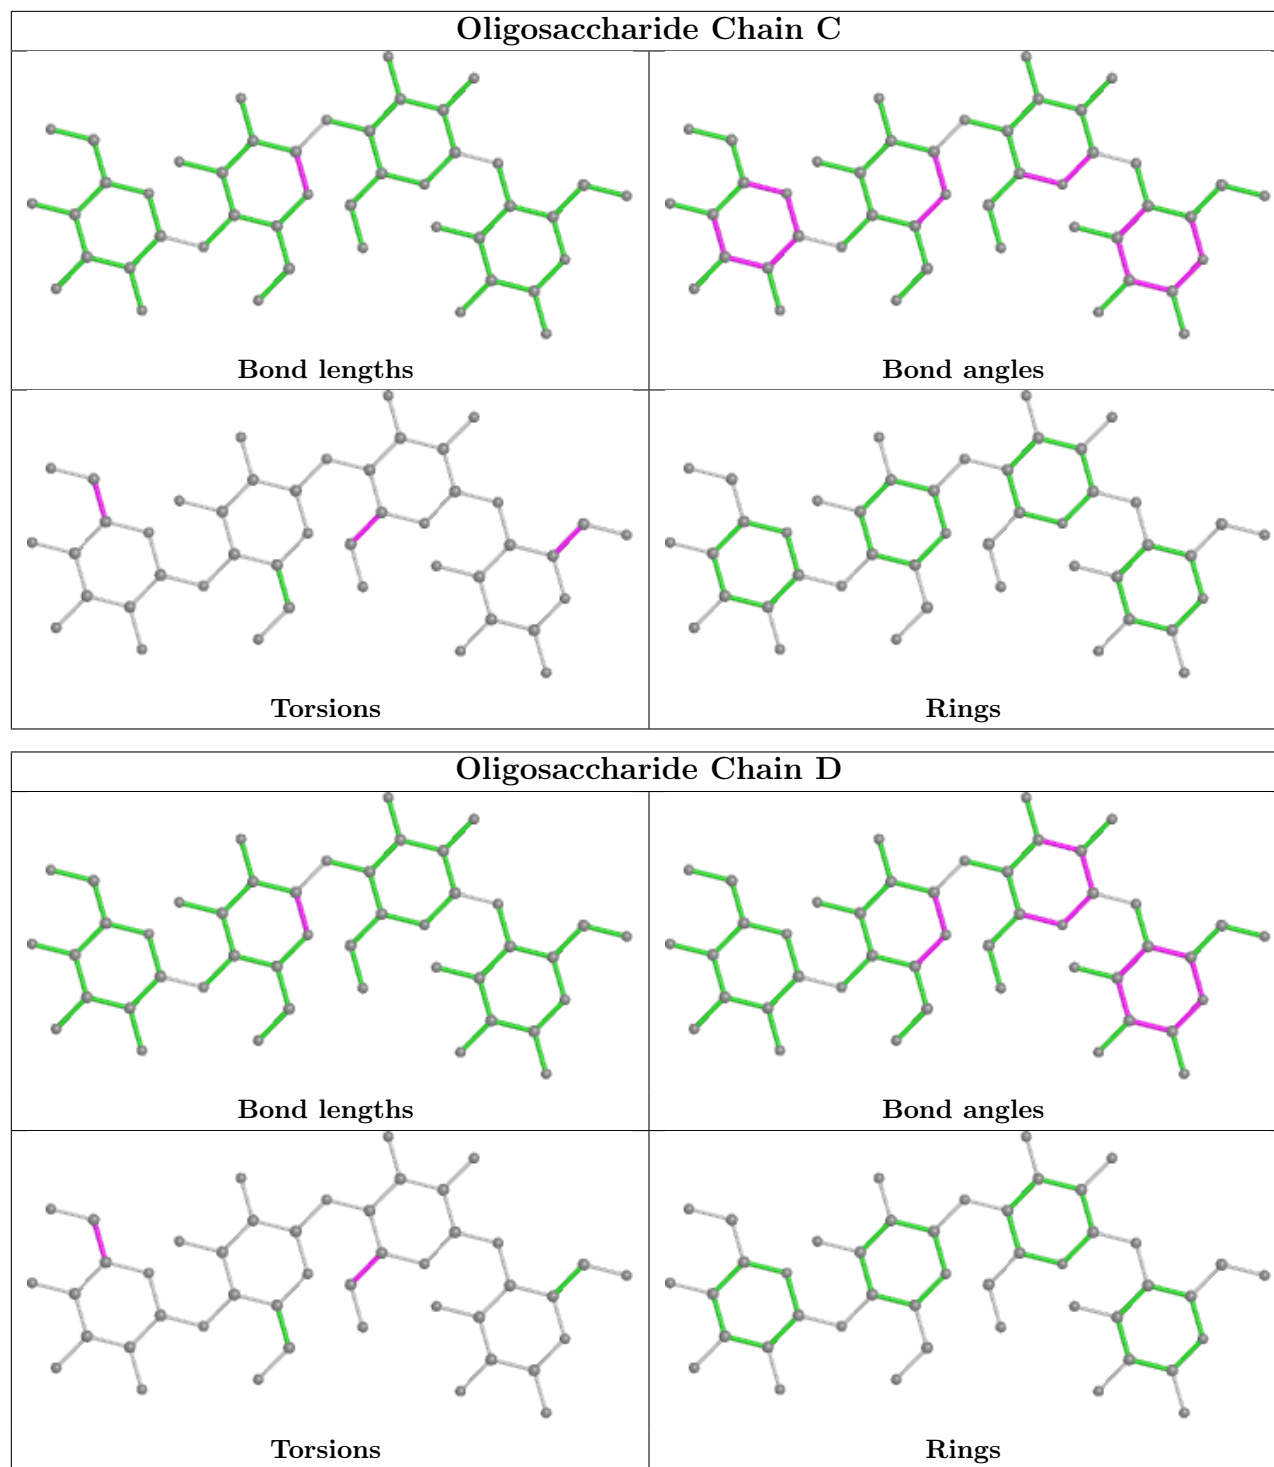 Oligosaccharide Chain C
Bond lengths
Bond angles
Torsions
Rings
Oligosaccharide Chain D
Bond lengths
Bond angles
Torsions
Rings